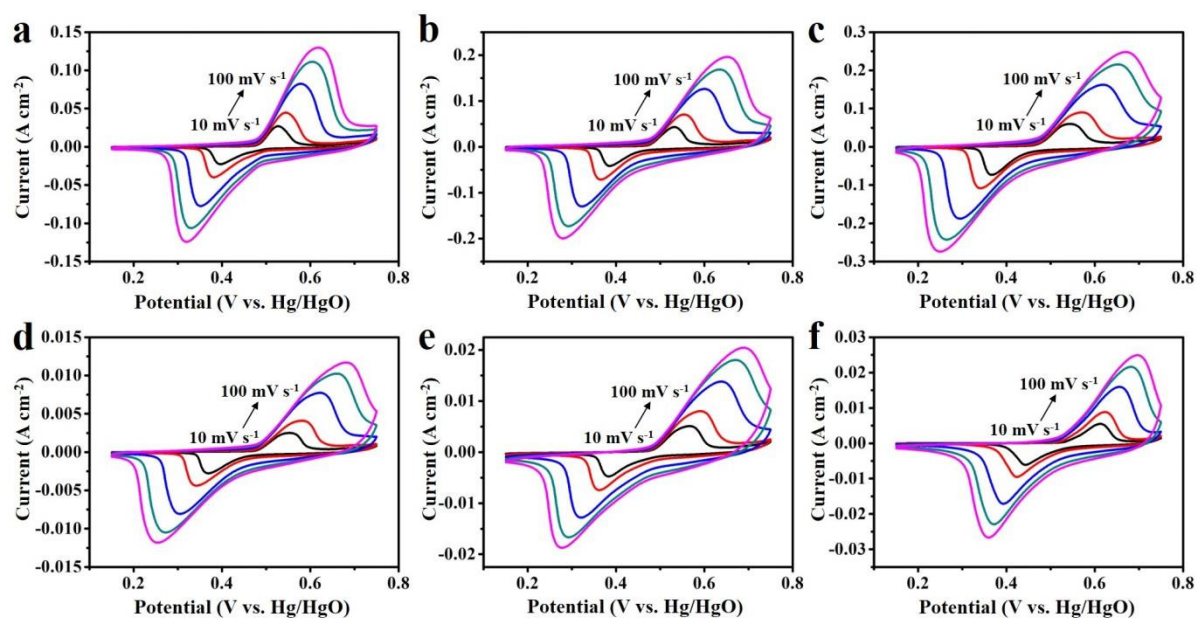 a
0.15
0.10
0.05
0.00
-0.05
-0.10
-0.15
Current (A cm⁻²)
100 mV s⁻¹
10 mV s⁻¹
0.2 0.4 0.6 0.8
Potential (V vs. Hg/HgO)
b
0.2
0.1
0.0
-0.1
-0.2
Current (A cm⁻²)
100 mV s⁻¹
10 mV s⁻¹
0.2 0.4 0.6 0.8
Potential (V vs. Hg/HgO)
c
0.3
0.2
0.1
0.0
-0.1
-0.2
-0.3
Current (A cm⁻²)
100 mV s⁻¹
10 mV s⁻¹
0.2 0.4 0.6 0.8
Potential (V vs. Hg/HgO)
d
0.015
0.010
0.005
0.000
-0.005
-0.010
-0.015
Current (A cm⁻²)
100 mV s⁻¹
10 mV s⁻¹
0.2 0.4 0.6 0.8
Potential (V vs. Hg/HgO)
e
0.02
0.01
0.00
-0.01
-0.02
Current (A cm⁻²)
100 mV s⁻¹
10 mV s⁻¹
0.2 0.4 0.6 0.8
Potential (V vs. Hg/HgO)
f
0.03
0.02
0.01
0.00
-0.01
-0.02
-0.03
Current (A cm⁻²)
100 mV s⁻¹
10 mV s⁻¹
0.2 0.4 0.6 0.8
Potential (V vs. Hg/HgO)